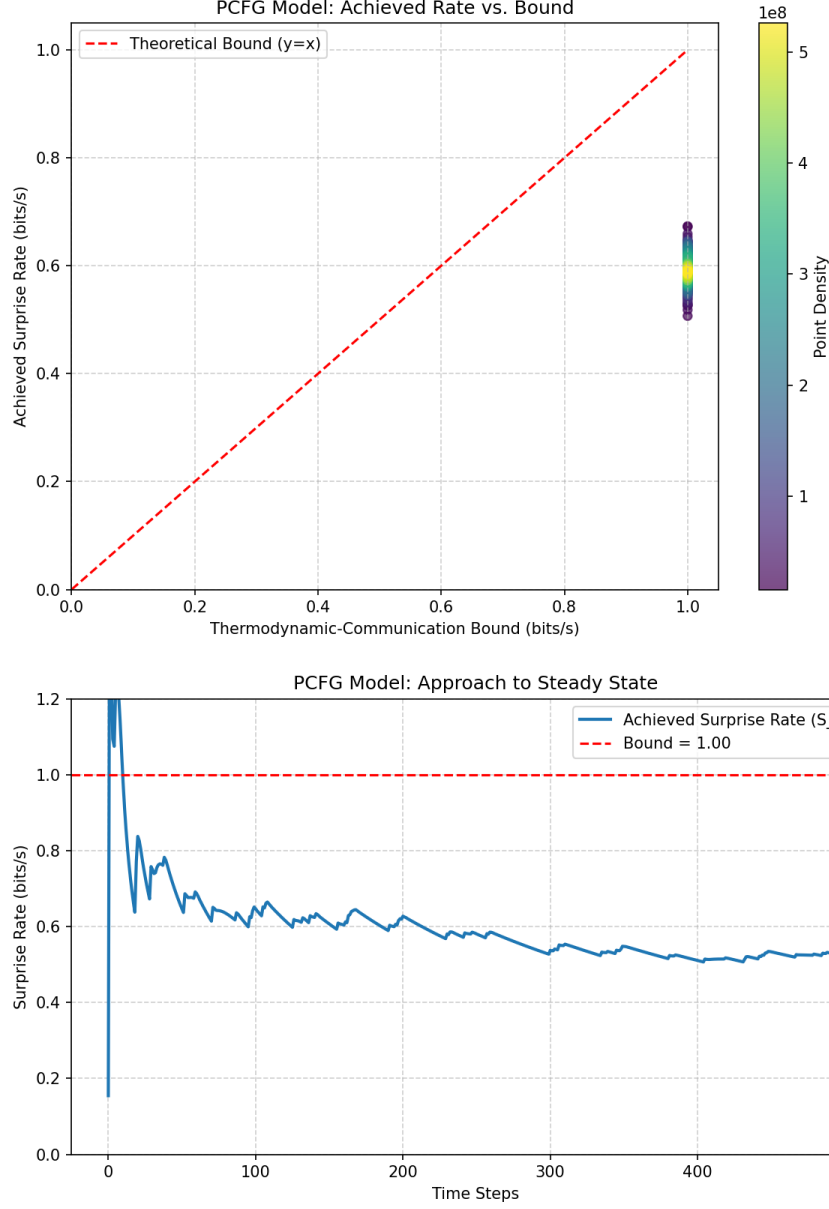 PCFG Model: Achieved Rate vs. Bound
1e8
Theoretical Bound (y=x)
1.0
0.8
0.6
0.4
0.2
0.0
Achieved Surprise Rate (bits/s)
0.0 0.2 0.4 0.6 0.8 1.0
Thermodynamic-Communication Bound (bits/s)
5
4
3
2
1
Point Density
PCFG Model: Approach to Steady State
Achieved Surprise Rate (S_
Bound = 1.00
1.2
1.0
0.8
0.6
0.4
0.2
0.0
Surprise Rate (bits/s)
0 100 200 300 400
Time Steps